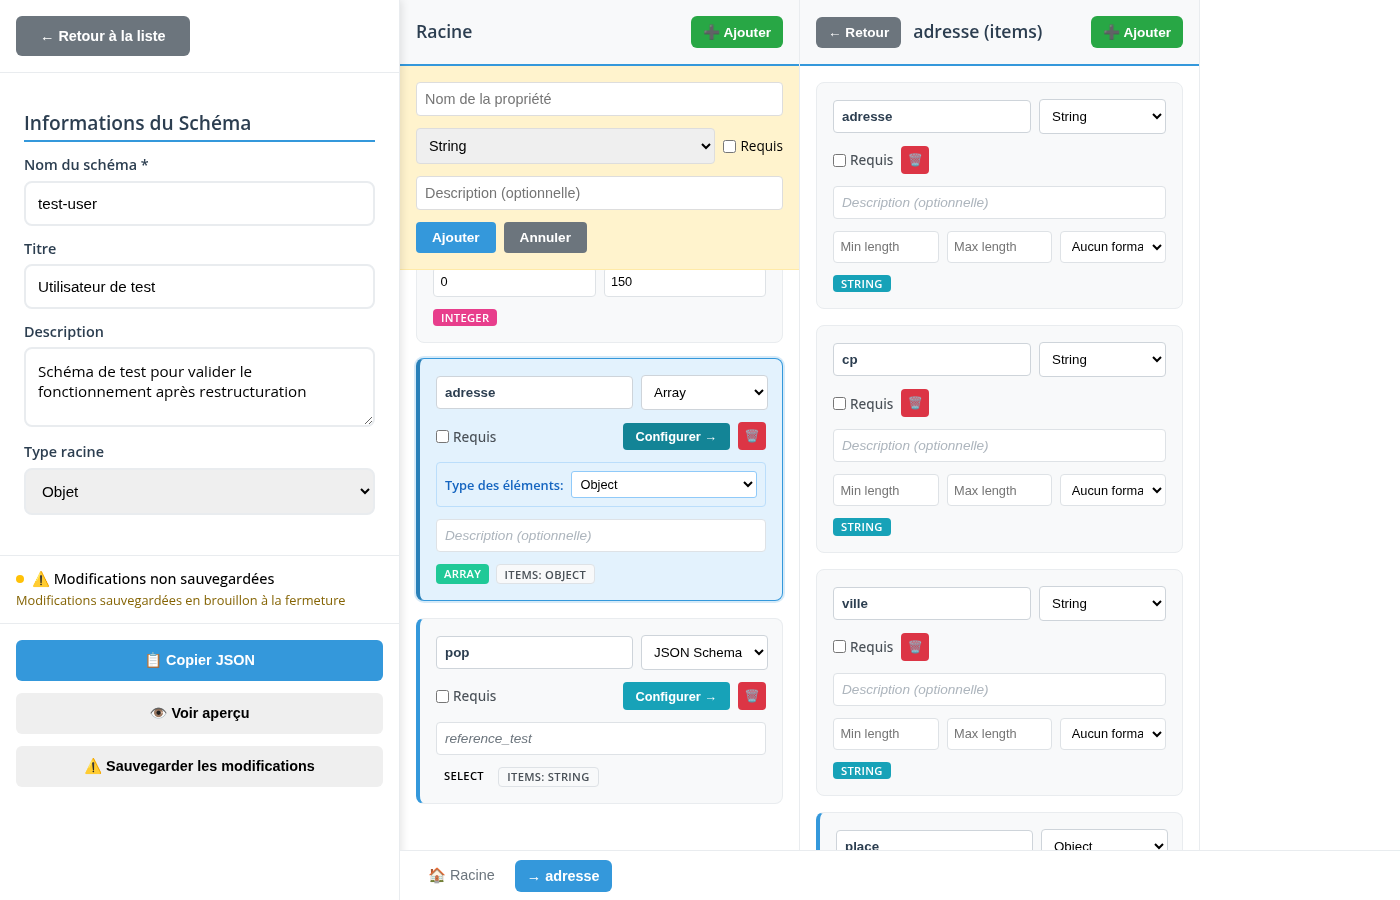 ← Retour à la liste
Informations du Schéma
Nom du schéma *
test-user
Titre
Utilisateur de test
Description
Schéma de test pour valider le
fonctionnement après restructuration
Type racine
Objet
⚠️ Modifications non sauvegardées
Modifications sauvegardées en brouillon à la fermeture
📋 Copier JSON
👁️ Voir aperçu
⚠️ Sauvegarder les modifications
Racine
➕ Ajouter
Nom de la propriété
String
Requis
Description (optionnelle)
Ajouter
Annuler
0
150
INTEGER
adresse
Array
Requis
Configurer →
🗑️
Type des éléments:
Object
Description (optionnelle)
ARRAY
ITEMS: OBJECT
pop
JSON Schema
Requis
Configurer →
🗑️
reference_test
SELECT
ITEMS: STRING
← Retour
adresse (items)
➕ Ajouter
adresse
String
Requis
🗑️
Description (optionnelle)
Min length
Max length
Aucun forma
STRING
cp
String
Requis
🗑️
Description (optionnelle)
Min length
Max length
Aucun forma
STRING
ville
String
Requis
🗑️
Description (optionnelle)
Min length
Max length
Aucun forma
STRING
place
Object
🏠 Racine
→ adresse